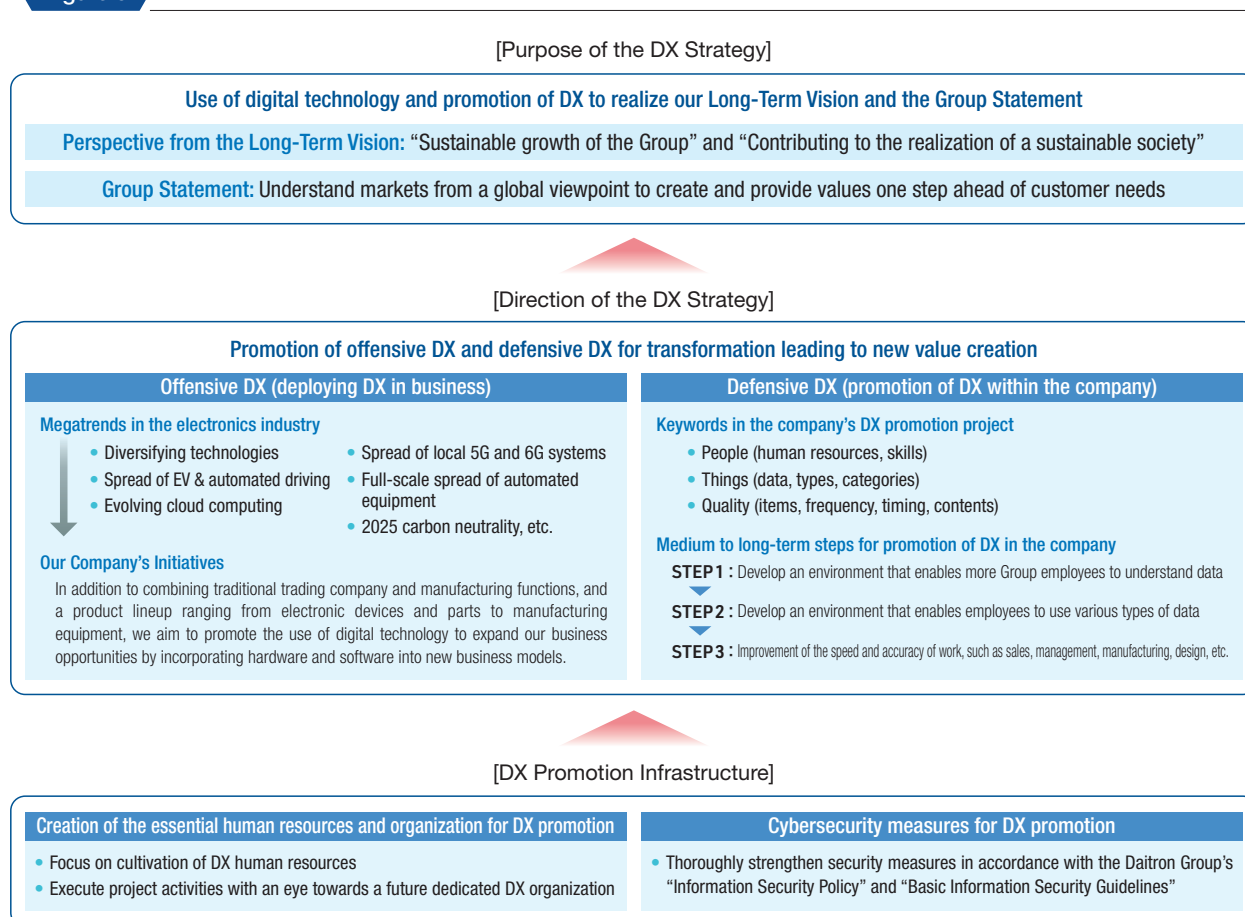 [Purpose of the DX Strategy]
Use of digital technology and promotion of DX to realize our Long-Term Vision and the Group Statement
Perspective from the Long-Term Vision: “Sustainable growth of the Group” and “Contributing to the realization of a sustainable society”
Group Statement: Understand markets from a global viewpoint to create and provide values one step ahead of customer needs
[Direction of the DX Strategy]
Promotion of offensive DX and defensive DX for transformation leading to new value creation
Offensive DX (deploying DX in business)
Megatrends in the electronics industry
• Diversifying technologies
• Spread of EV & automated driving
• Evolving cloud computing
• Spread of local 5G and 6G systems
• Full-scale spread of automated
equipment
• 2025 carbon neutrality, etc.
Our Company’s Initiatives
In addition to combining traditional trading company and manufacturing functions, and
a product lineup ranging from electronic devices and parts to manufacturing
equipment, we aim to promote the use of digital technology to expand our business
opportunities by incorporating hardware and software into new business models.
Defensive DX (promotion of DX within the company)
Keywords in the company’s DX promotion project
• People (human resources, skills)
• Things (data, types, categories)
• Quality (items, frequency, timing, contents)
Medium to long-term steps for promotion of DX in the company
STEP1 : Develop an environment that enables more Group employees to understand data
STEP2 : Develop an environment that enables employees to use various types of data
STEP3 : Improvement of the speed and accuracy of work, such as sales, management, manufacturing, design, etc.
[DX Promotion Infrastructure]
Creation of the essential human resources and organization for DX promotion
• Focus on cultivation of DX human resources
• Execute project activities with an eye towards a future dedicated DX organization
Cybersecurity measures for DX promotion
• Thoroughly strengthen security measures in accordance with the Daitron Group’s
“Information Security Policy” and “Basic Information Security Guidelines”